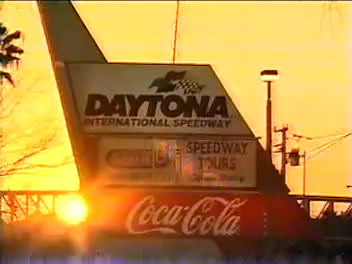 DAYTONA
INTERNATIONAL SPEEDWAY
SPEEDWAY
TOURS
Coca-Cola